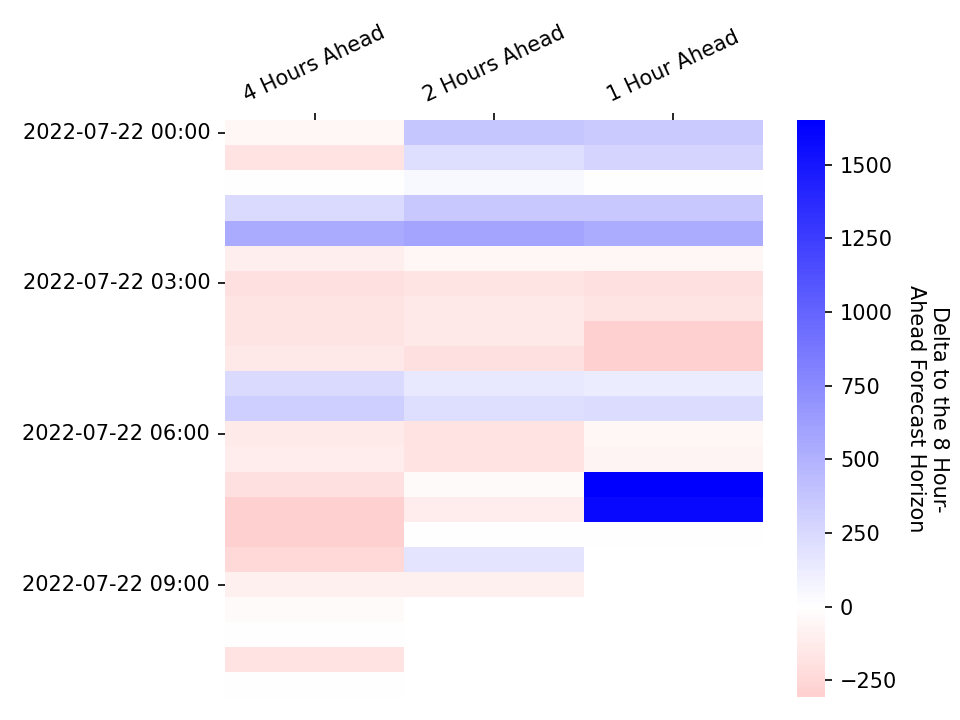 4 Hours Ahead
2 Hours Ahead
1 Hour Ahead
2022-07-22 00:00
2022-07-22 03:00
2022-07-22 06:00
2022-07-22 09:00
1500
1250
1000
750
500
250
0
−250
Delta to the 8 Hour-
Ahead Forecast Horizon